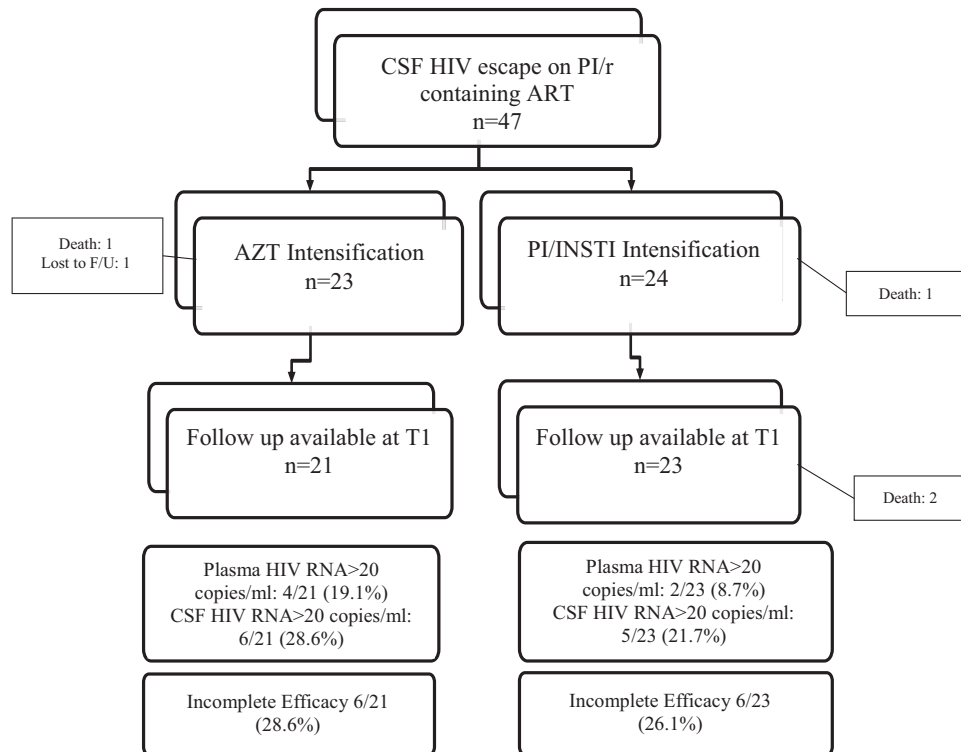 CSF HIV escape on PI/r
containing ART
n=47
Death: 1
Lost to F/U: 1
AZT Intensification
n=23
PI/INSTI Intensification
n=24
Death: 1
Follow up available at T1
n=21
Follow up available at T1
n=23
Death: 2
Plasma HIV RNA>20
copies/ml: 4/21 (19.1%)
CSF HIV RNA>20 copies/ml:
6/21 (28.6%)
Plasma HIV RNA>20
copies/ml: 2/23 (8.7%)
CSF HIV RNA>20 copies/ml:
5/23 (21.7%)
Incomplete Efficacy 6/21
(28.6%)
Incomplete Efficacy 6/23
(26.1%)